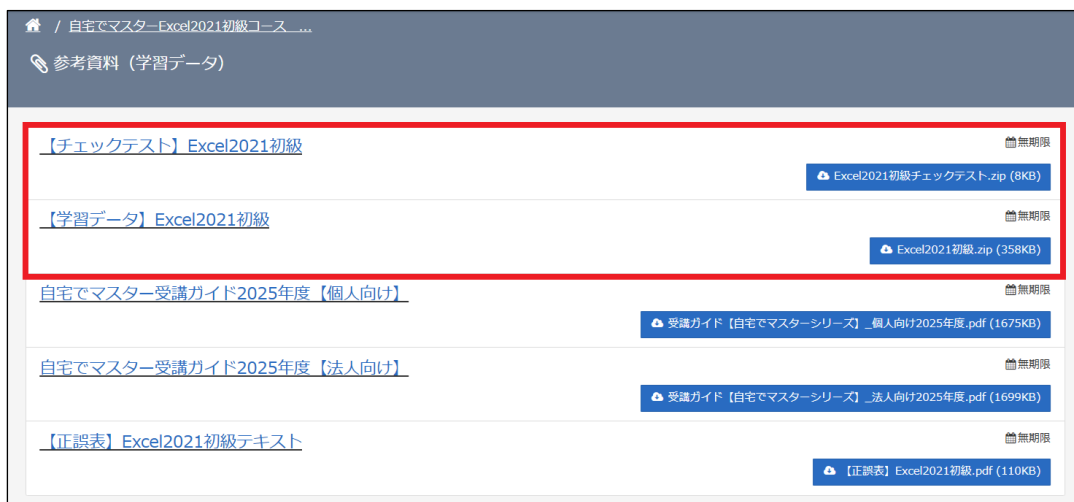 / 自宅でマスターExcel2021初級コース ...
参考資料（学習データ）
【チェックテスト】Excel2021初級
無期限
Excel2021初級チェックテスト.zip (8KB)
【学習データ】Excel2021初級
無期限
Excel2021初級.zip (358KB)
自宅でマスター受講ガイド2025年度【個人向け】
無期限
受講ガイド【自宅でマスターシリーズ】_個人向け2025年度.pdf (1675KB)
自宅でマスター受講ガイド2025年度【法人向け】
無期限
受講ガイド【自宅でマスターシリーズ】_法人向け2025年度.pdf (1699KB)
【正誤表】Excel2021初級テキスト
無期限
【正誤表】Excel2021初級.pdf (110KB)